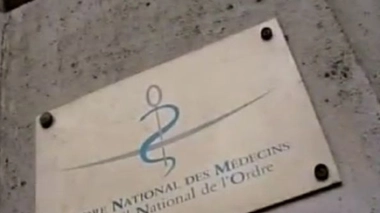 NATIONAL DES MÉDECINS
National de l'Ordre